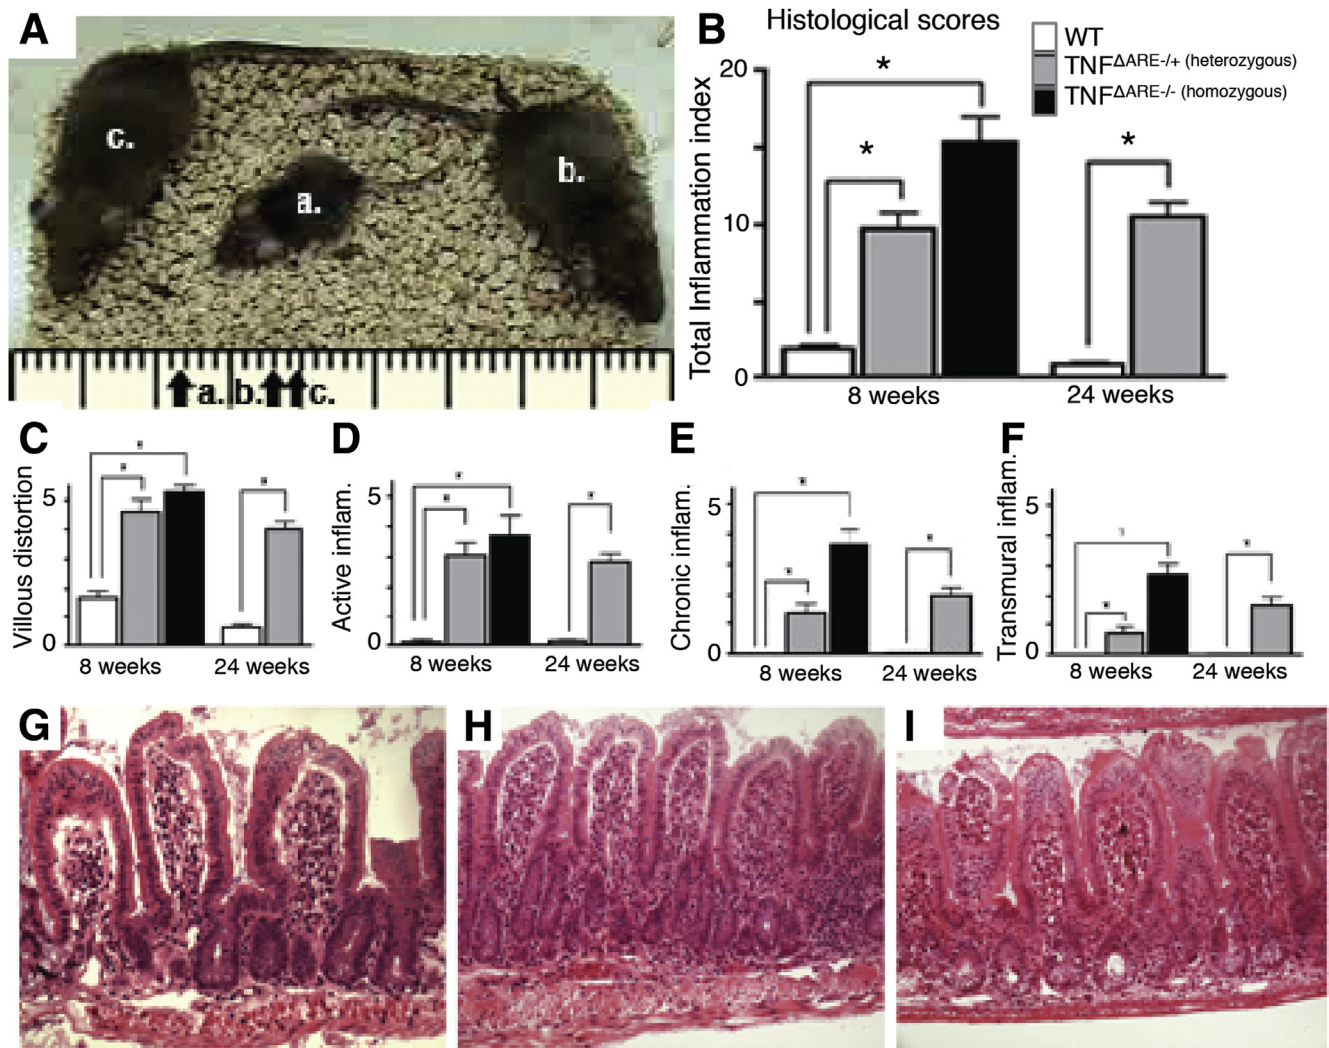 A
c.
a.
b.
a. b. c.
B
Histological scores
WT
TNFΔARE-/+ (heterozygous)
TNFΔARE-/- (homozygous)
Total Inflammation index
20
10
0
*
*
*
8 weeks
24 weeks
C
Villous distortion
5
0
*
*
*
8 weeks
24 weeks
D
Active inflam.
5
0
*
*
*
8 weeks
24 weeks
E
Chronic inflam.
5
0
*
*
*
8 weeks
24 weeks
F
Transmural inflam.
5
0
*
*
8 weeks
24 weeks
G
H
I